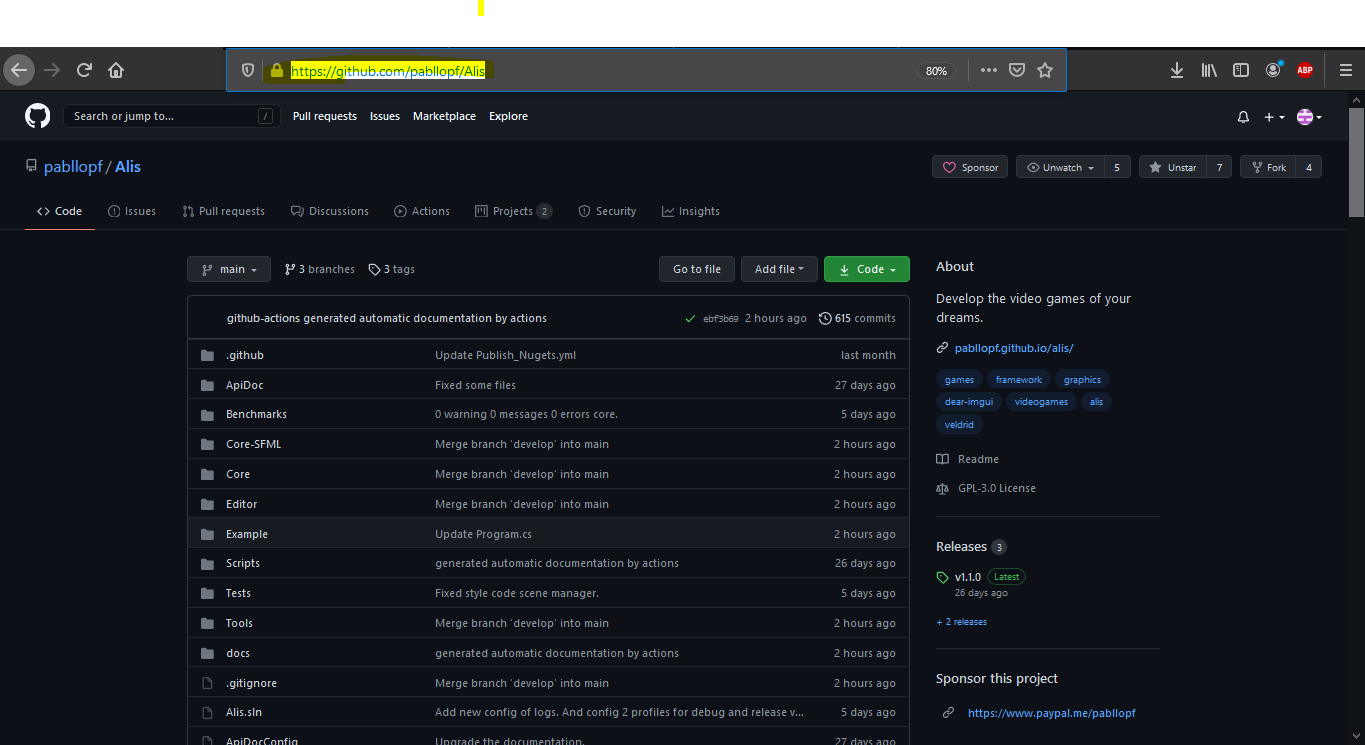 https://github.com/pabllopf/Alis 80% ABP
Search or jump to... / Pull requests Issues Marketplace Explore
pabllopf / Alis Sponsor Unwatch 5 Unstar 7 Fork 4
Code Issues Pull requests Discussions Actions Projects 2 Security Insights
main 3 branches 3 tags Go to file Add file Code
github-actions generated automatic documentation by actions ebf3b69 2 hours ago 615 commits
.github Update Publish_Nugets.yml last month
ApiDoc Fixed some files 27 days ago
Benchmarks 0 warning 0 messages 0 errors core. 5 days ago
Core-SFML Merge branch 'develop' into main 2 hours ago
Core Merge branch 'develop' into main 2 hours ago
Editor Merge branch 'develop' into main 2 hours ago
Example Update Program.cs 2 hours ago
Scripts generated automatic documentation by actions 26 days ago
Tests Fixed style code scene manager. 5 days ago
Tools Merge branch 'develop' into main 2 hours ago
docs generated automatic documentation by actions 2 hours ago
.gitignore Merge branch 'develop' into main 2 hours ago
Alis.sln Add new config of logs. And config 2 profiles for debug and release v... 5 days ago
ApiDocConfig Upgrade the documentation. 27 days ago
About
Develop the video games of your
dreams.
pabllopf.github.io/alis/
games framework graphics
dear-imgui videogames alis
veldrid
Readme
GPL-3.0 License
Releases 3
v1.1.0 Latest
26 days ago
+ 2 releases
Sponsor this project
https://www.paypal.me/pabllopf